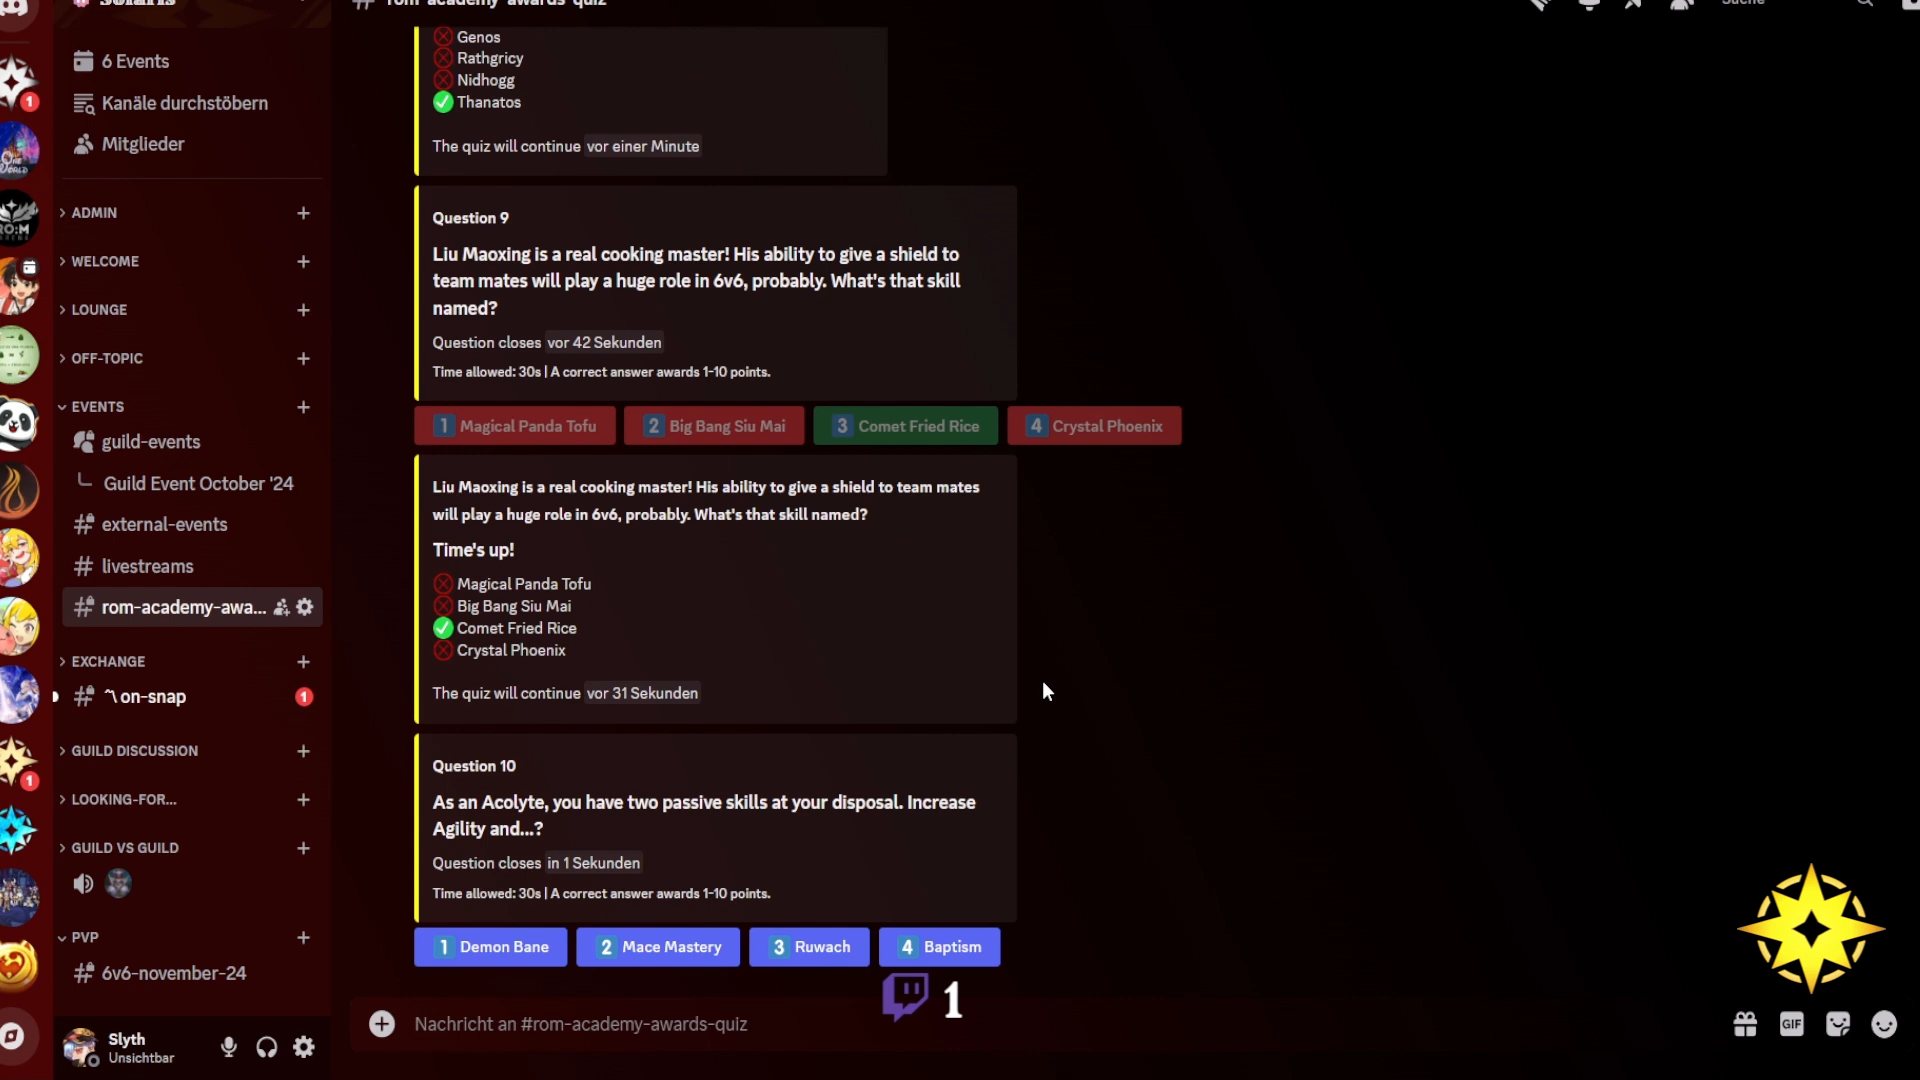 Solaris
6 Events
Kanäle durchstöbern
Mitglieder
ADMIN
WELCOME
LOUNGE
OFF-TOPIC
EVENTS
guild-events
Guild Event October '24
external-events
livestreams
rom-academy-awa...
EXCHANGE
on-snap
1
GUILD DISCUSSION
LOOKING-FOR...
GUILD VS GUILD
PVP
6v6-november-24
Slyth
Unsichtbar
1
1
rom-academy-awards-quiz
Suche
Genos
Rathgricy
Nidhogg
Thanatos
The quiz will continue vor einer Minute
Question 9
Liu Maoxing is a real cooking master! His ability to give a shield to
team mates will play a huge role in 6v6, probably. What's that skill
named?
Question closes vor 42 Sekunden
Time allowed: 30s | A correct answer awards 1-10 points.
1 Magical Panda Tofu
2 Big Bang Siu Mai
3 Comet Fried Rice
4 Crystal Phoenix
Liu Maoxing is a real cooking master! His ability to give a shield to team mates
will play a huge role in 6v6, probably. What's that skill named?
Time's up!
Magical Panda Tofu
Big Bang Siu Mai
Comet Fried Rice
Crystal Phoenix
The quiz will continue vor 31 Sekunden
Question 10
As an Acolyte, you have two passive skills at your disposal. Increase
Agility and...?
Question closes in 1 Sekunden
Time allowed: 30s | A correct answer awards 1-10 points.
1 Demon Bane
2 Mace Mastery
3 Ruwach
4 Baptism
1
Nachricht an #rom-academy-awards-quiz
GIF